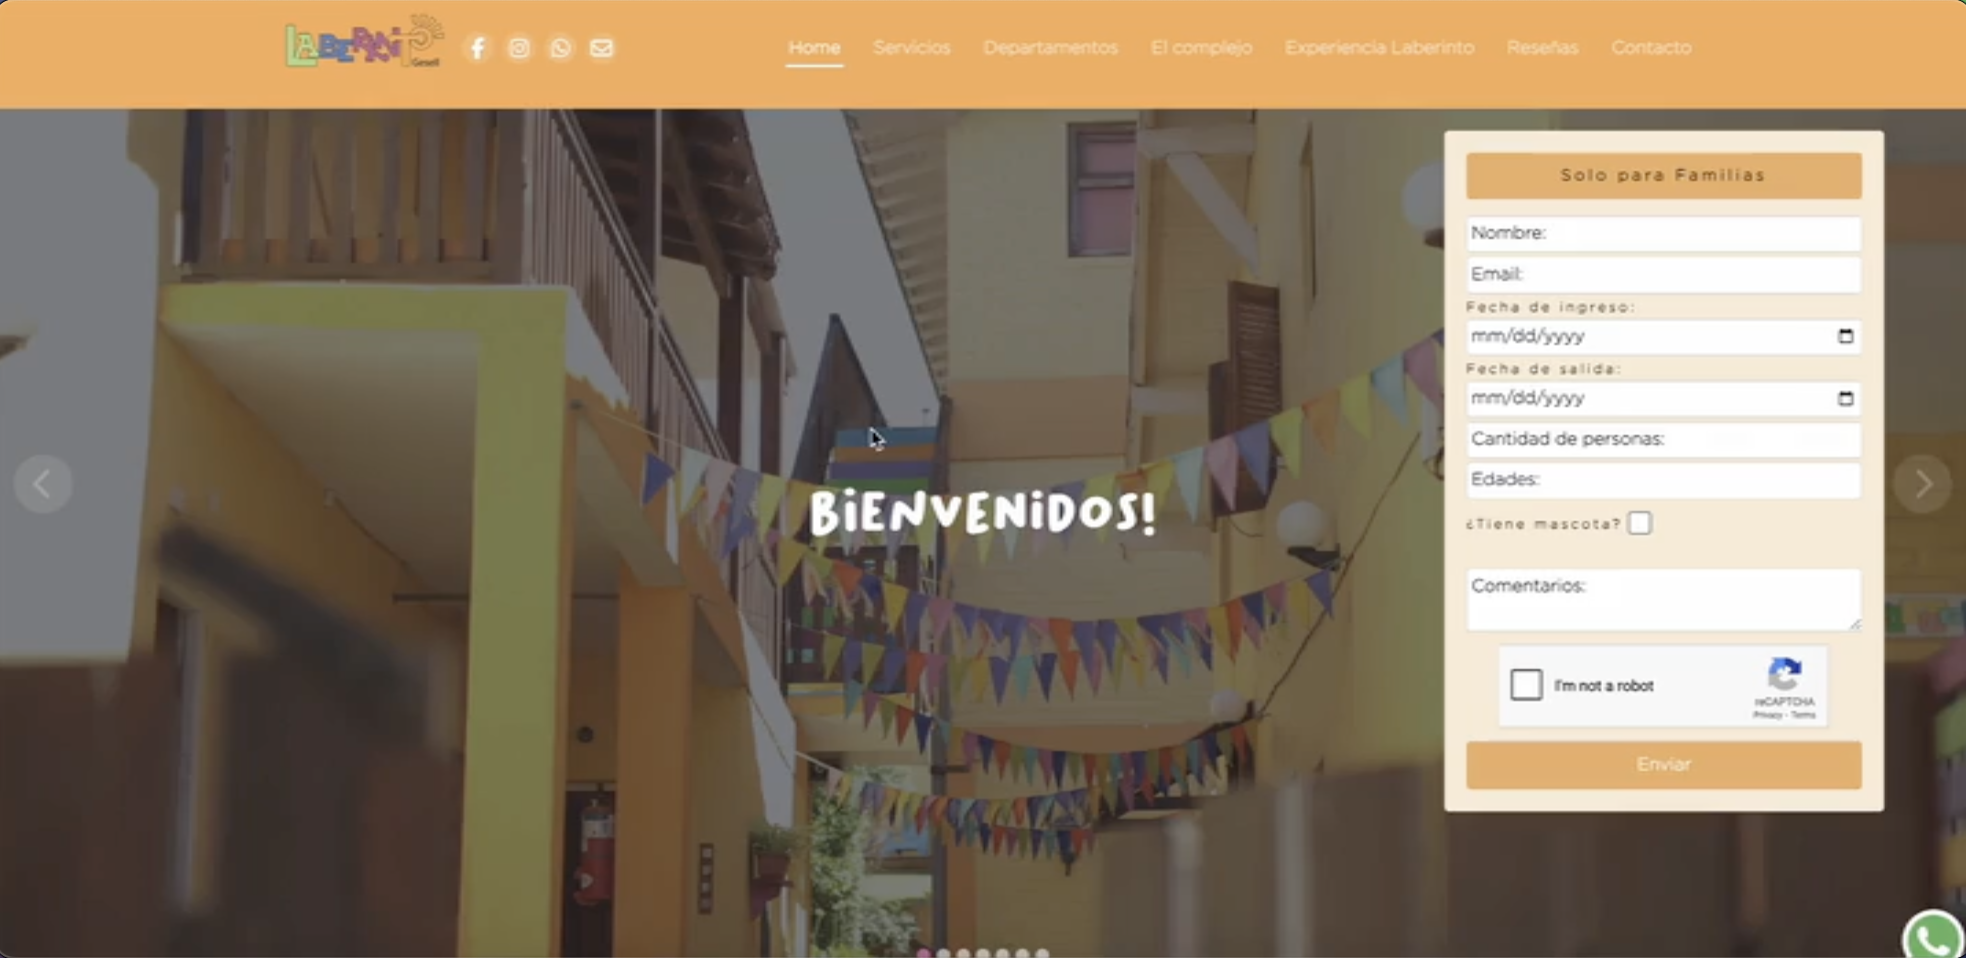 LABERINTO
Gesell
Home Servicios Departamentos El complejo Experiencia Laberinto Reseñas Contacto
BiENVENiDOS!
Solo para Familias
Nombre:
Email:
Fecha de ingreso:
mm/dd/yyyy
Fecha de salida:
mm/dd/yyyy
Cantidad de personas:
Edades:
¿Tiene mascota?
Comentarios:
I'm not a robot
reCAPTCHA
Privacy - Terms
Enviar